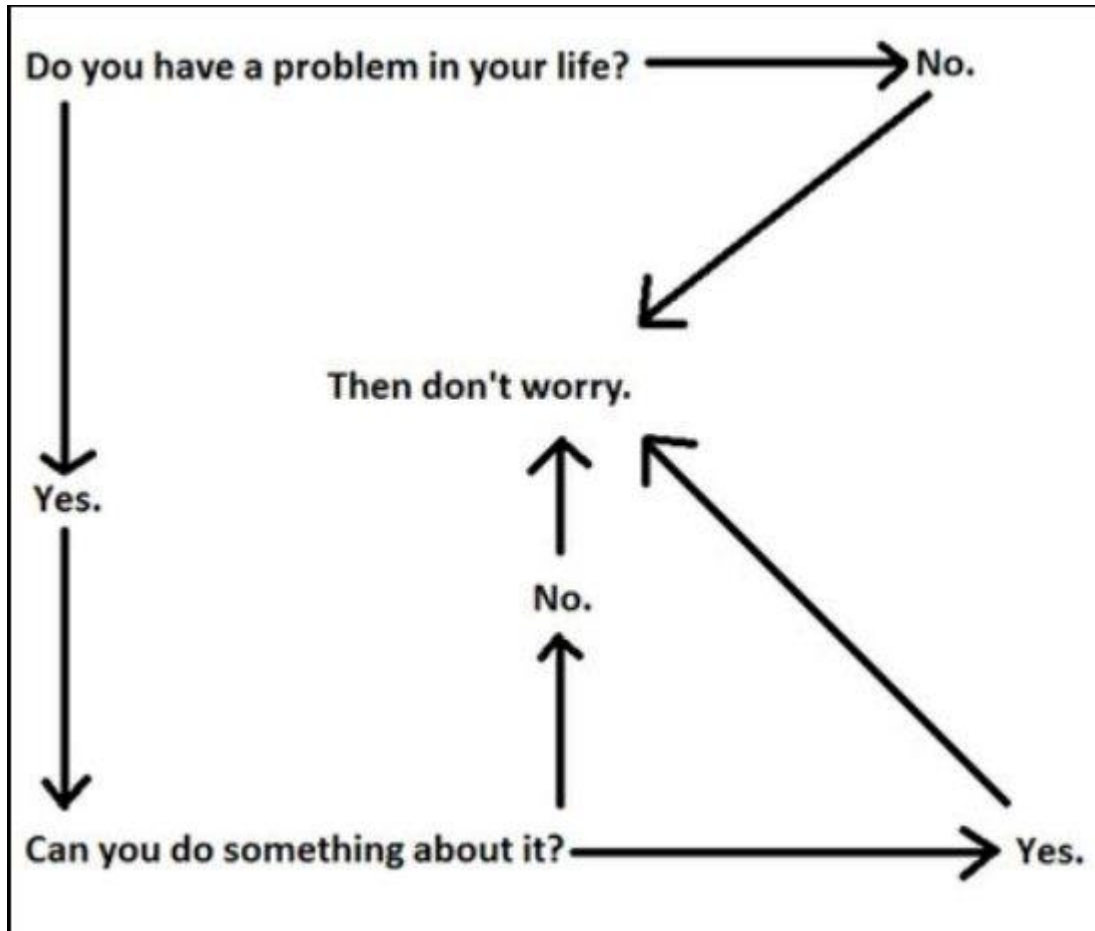 Do you have a problem in your life?
No.
Then don't worry.
Yes.
No.
Can you do something about it?
Yes.